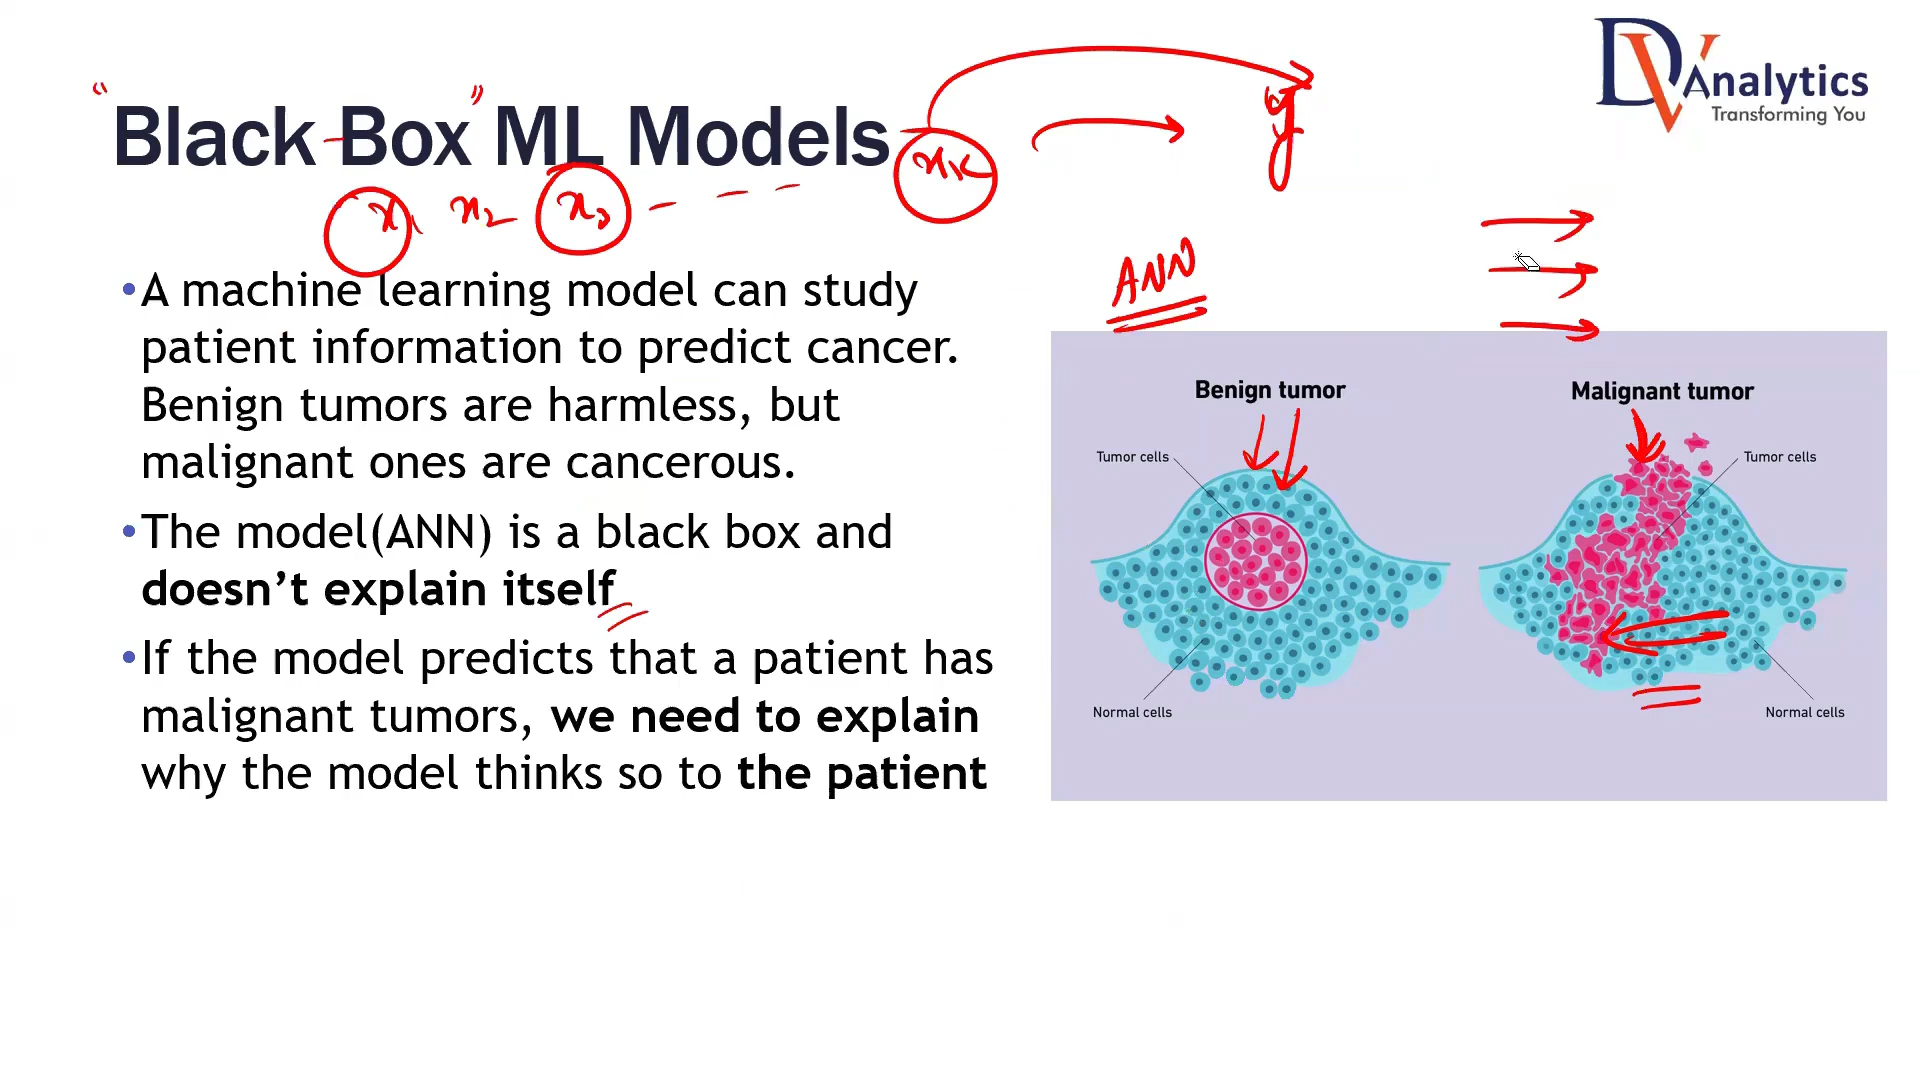 DV Analytics
Transforming You
"Black-Box" ML Models
x1 x2 x3 - - - - xk y
ANN
•A machine learning model can study
patient information to predict cancer.
Benign tumors are harmless, but
malignant ones are cancerous.
•The model(ANN) is a black box and
doesn’t explain itself
•If the model predicts that a patient has
malignant tumors, we need to explain
why the model thinks so to the patient
Benign tumor
Tumor cells
Normal cells
Malignant tumor
Tumor cells
Normal cells